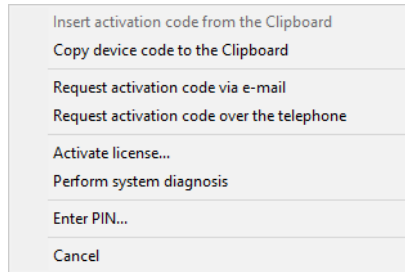 Insert activation code from the Clipboard
Copy device code to the Clipboard
Request activation code via e-mail
Request activation code over the telephone
Activate license...
Perform system diagnosis
Enter PIN...
Cancel